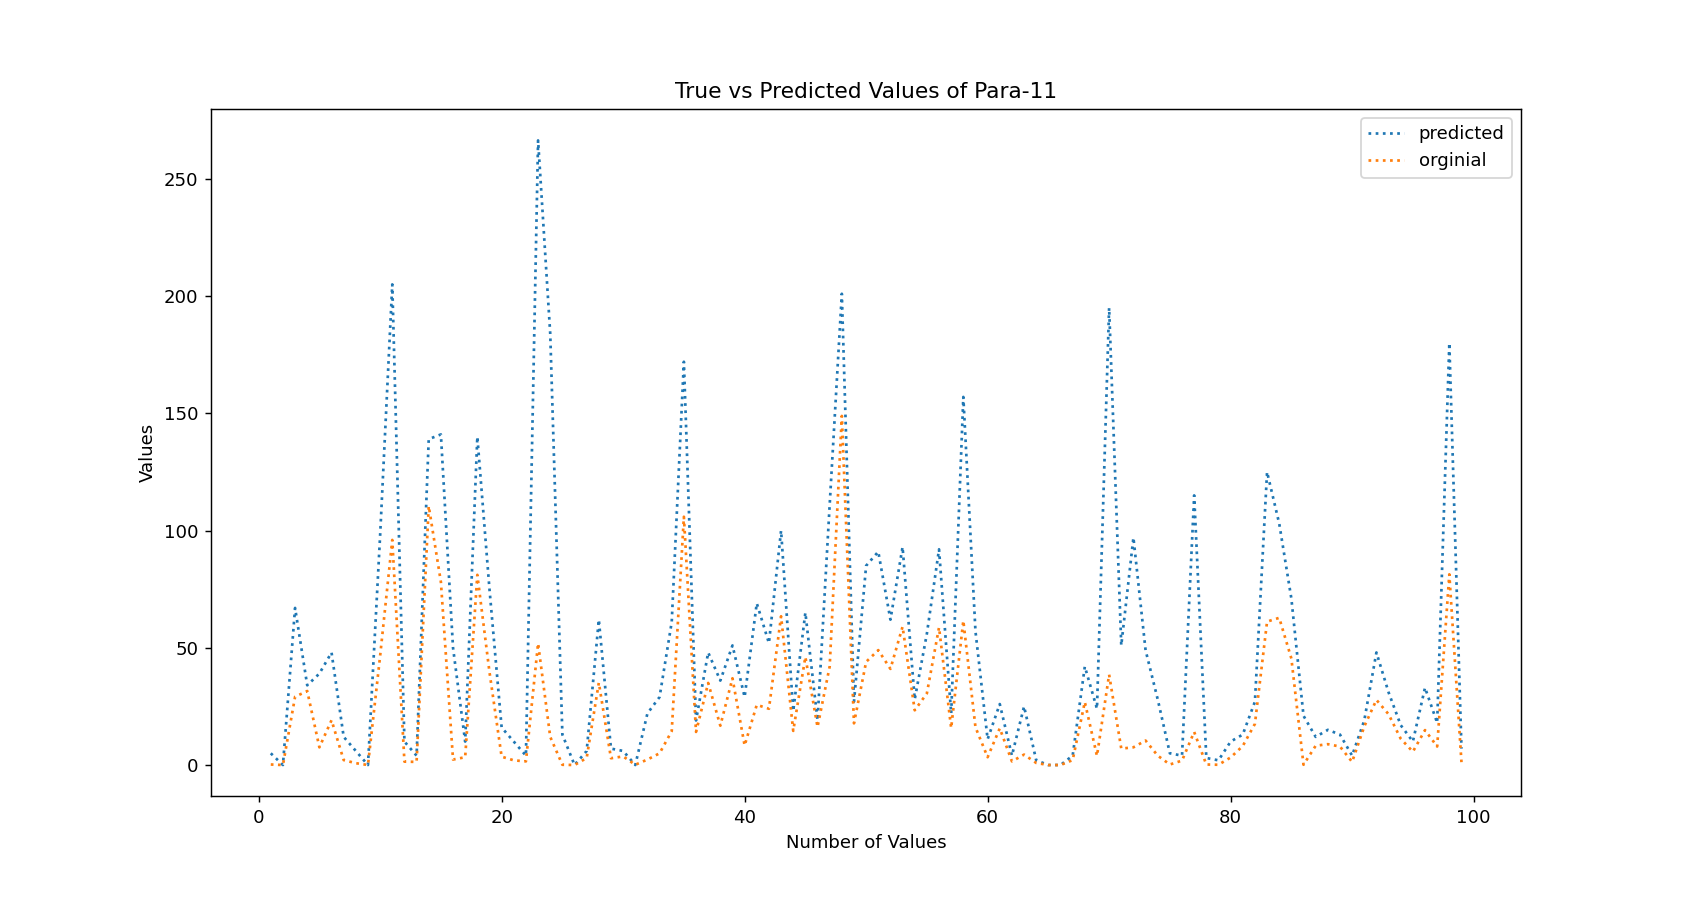 True vs Predicted Values of Para-11
predicted
orginial
250
200
150
100
50
0
Values
0 20 40 60 80 100
Number of Values